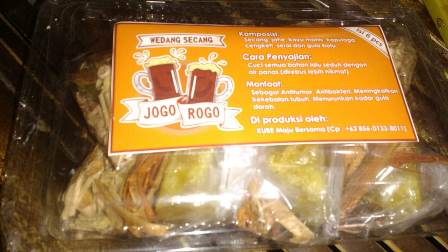 WEDANG SECANG
JOGO ROGO
Komposisi:
Secang, jahe, kayu manis, kapulaga,
cengkeh, serai dan gula batu
Cara Penyajian:
Cuci semua bahan lalu seduh dengan
air panas (direbus lebih nikmat).
Manfaat:
Sebagai Antitumor, Antibakteri, Meningkatkan
kekebalan tubuh, Menurunkan kadar gula
darah.
Di produksi oleh:
KUBE Maju Bersama (Cp : +62 856-0133-8011)
Isi 6 pcs